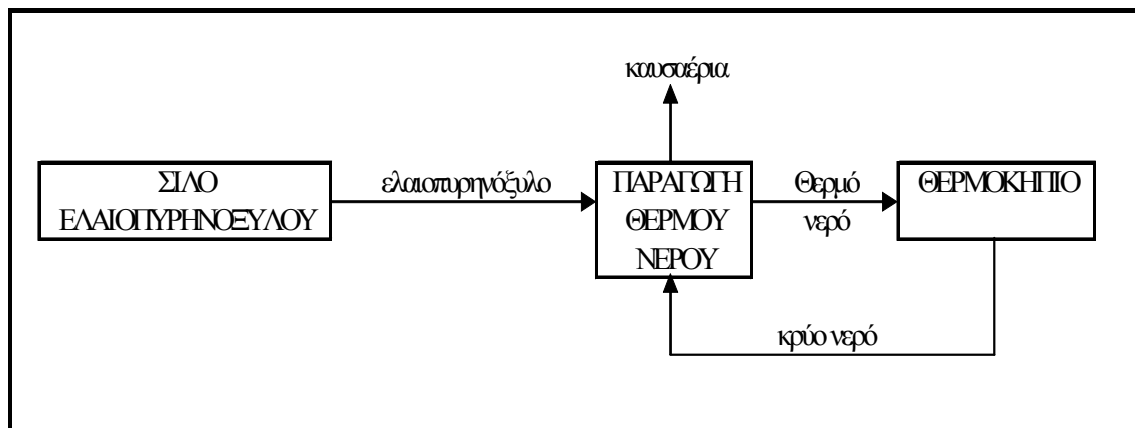 καυσαέρια
ΣΙΛΟ
ΕΛΑΙΟΠΥΡΗΝΟΞΥΛΟΥ
ελαιοπυρηνόξυλο
ΠΑΡΑΓΩΓΗ
ΘΕΡΜΟΥ
ΝΕΡΟΥ
Θερμό
νερό
ΘΕΡΜΟΚΗΠΙΟ
κρύο νερό